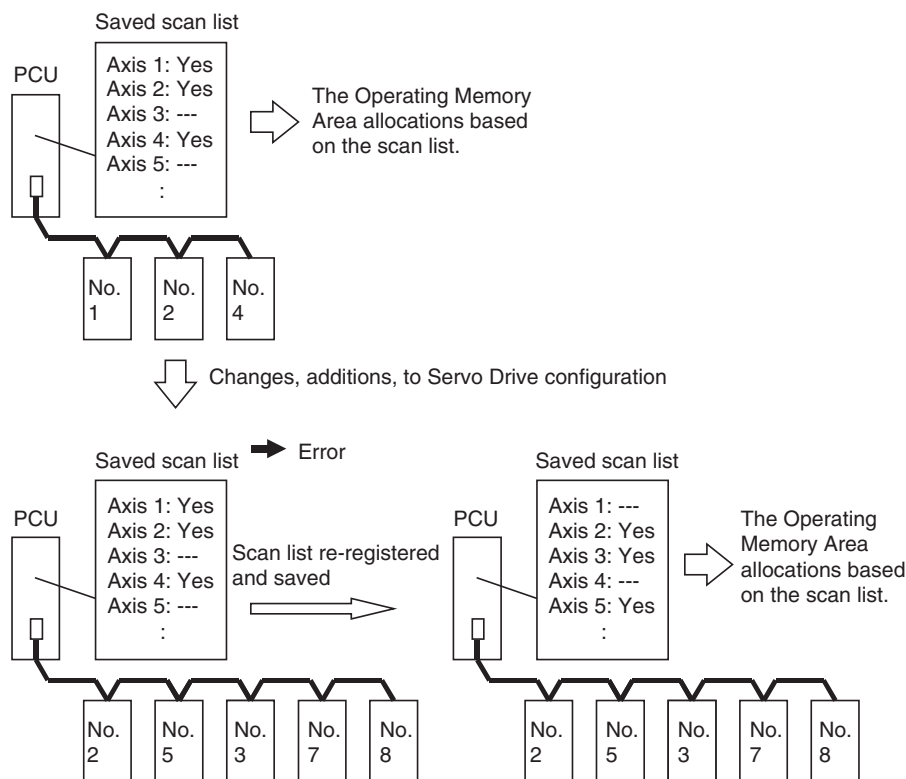 Saved scan list
PCU
Axis 1: Yes
Axis 2: Yes
Axis 3: ---
Axis 4: Yes
Axis 5: ---
:
The Operating Memory
Area allocations based
on the scan list.
No.
1
No.
2
No.
4
Changes, additions, to Servo Drive configuration
Saved scan list
Error
PCU
Axis 1: Yes
Axis 2: Yes
Axis 3: ---
Axis 4: Yes
Axis 5: ---
:
Scan list re-registered
and saved
No.
2
No.
5
No.
3
No.
7
No.
8
Saved scan list
PCU
Axis 1: ---
Axis 2: Yes
Axis 3: Yes
Axis 4: ---
Axis 5: Yes
:
The Operating
Memory Area
allocations based
on the scan list.
No.
2
No.
5
No.
3
No.
7
No.
8